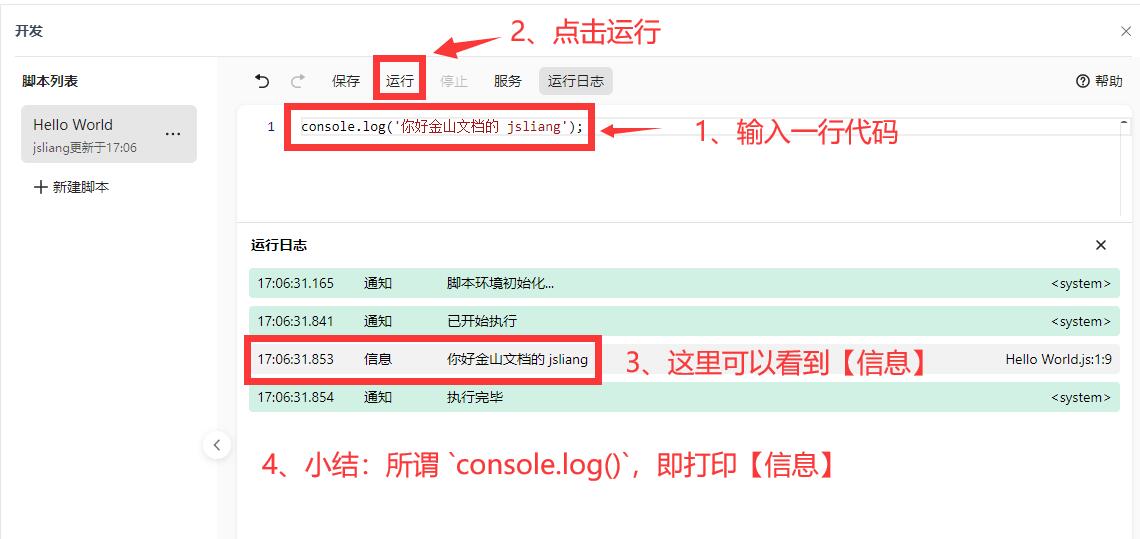 开发
2、点击运行
脚本列表
保存 运行 停止 服务 运行日志 帮助
Hello World
jsliang更新于17:06
新建脚本
1 console.log('你好金山文档的 jsliang');
1、输入一行代码
运行日志
17:06:31.165 通知 脚本环境初始化... <system>
17:06:31.841 通知 已开始执行 <system>
17:06:31.853 信息 你好金山文档的 jsliang Hello World.js:1:9
3、这里可以看到【信息】
17:06:31.854 通知 执行完毕 <system>
4、小结：所谓 `console.log()`，即打印【信息】